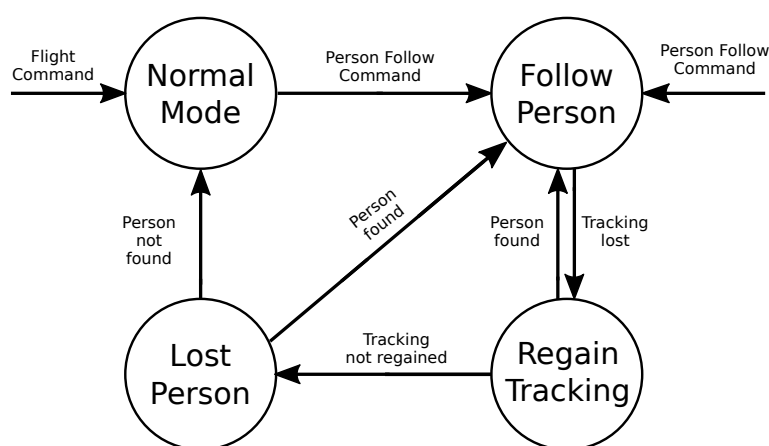 Flight
Command
Normal
Mode
Person Follow
Command
Follow
Person
Person Follow
Command
Person
not
found
Person
found
Person
found
Tracking
lost
Lost
Person
Tracking
not regained
Regain
Tracking